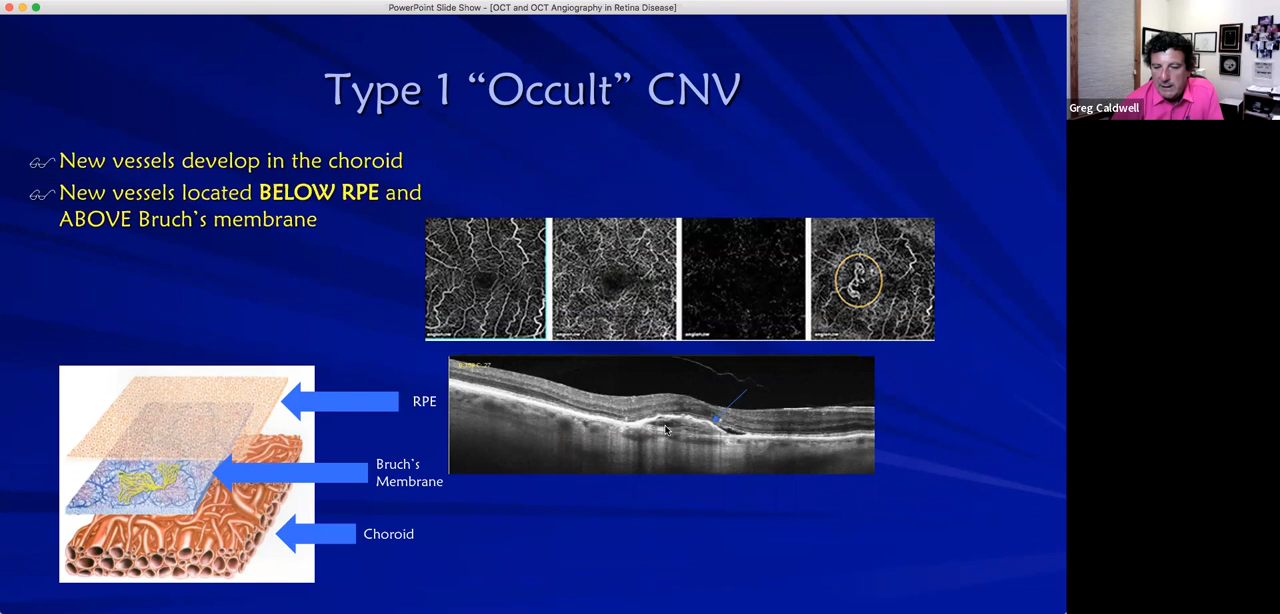 PowerPoint Slide Show - [OCT and OCT Angiography in Retina Disease]
Type 1 “Occult” CNV
New vessels develop in the choroid
New vessels located BELOW RPE and
ABOVE Bruch’s membrane
RPE
Bruch’s
Membrane
Choroid
Greg Caldwell